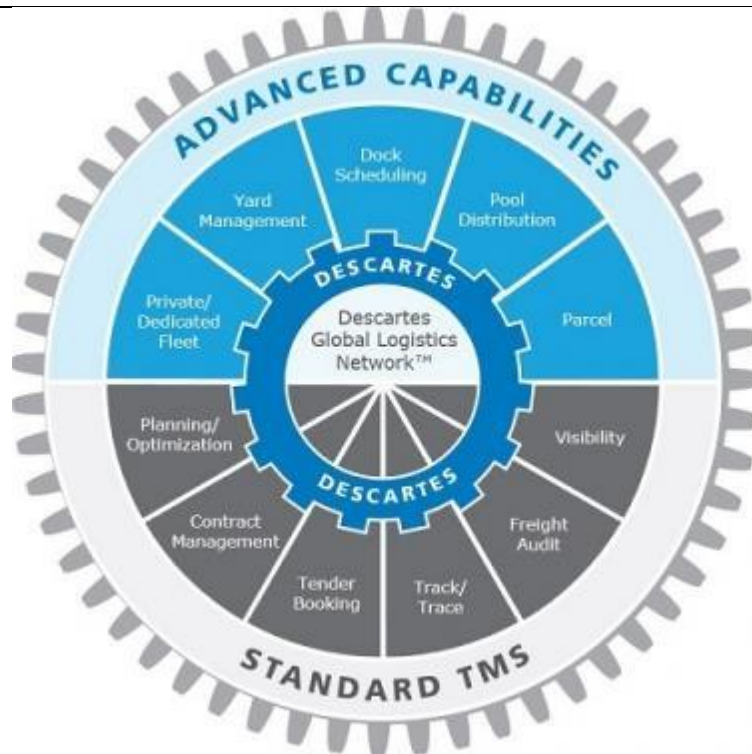 ADVANCED CAPABILITIES
Dock
Scheduling
Yard
Management
Pool
Distribution
Private/
Dedicated
Fleet
Parcel
DESCARTES
Descartes
Global Logistics
Network™
DESCARTES
Planning/
Optimization
Visibility
Contract
Management
Freight
Audit
Tender
Booking
Track/
Trace
STANDARD TMS